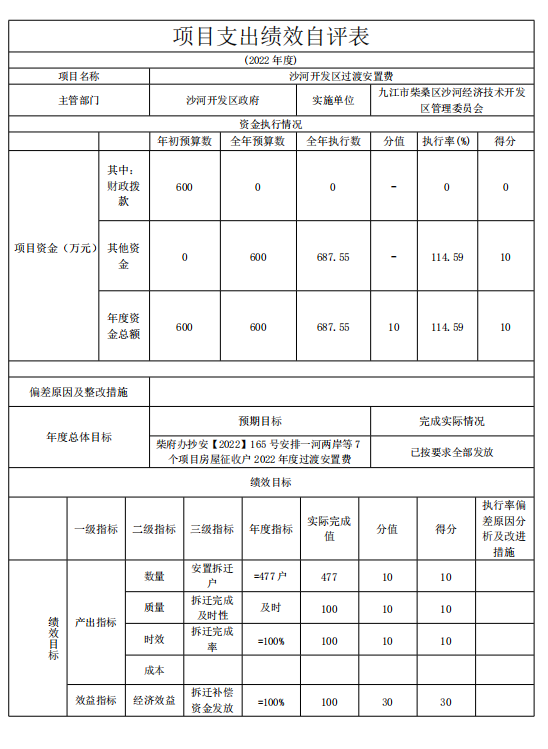 项目支出绩效自评表
(2022 年度)
项目名称 沙河开发区过渡安置费
主管部门 沙河开发区政府 实施单位 九江市柴桑区沙河经济技术开发
区管理委员会
资金执行情况
年初预算数 全年预算数 全年执行数 分值 执行率(%) 得分
项目资金（万元）
其中:
财政拨
款
600 0 0 - 0 0
其他资
金
0 600 687.55 - 114.59 10
年度资
金总额
600 600 687.55 10 114.59 10
偏差原因及整改措施
年度总体目标
预期目标 完成实际情况
柴府办抄安【2022】165 号安排一河两岸等 7
个项目房屋征收户 2022 年度过渡安置费
已按要求全部发放
绩效目标
一级指标 二级指标 三级指标 年度指标
实际完成
值
分值 得分
执行率偏
差原因分
析及改进
措施
绩效目标
产出指标
数量
安置拆迁
户
=477 户 477 10 10
质量
拆迁完成
及时性
及时 100 10 10
时效
拆迁完成
率
=100% 100 10 10
成本
效益指标 经济效益
拆迁补偿
资金发放
=100% 100 30 30